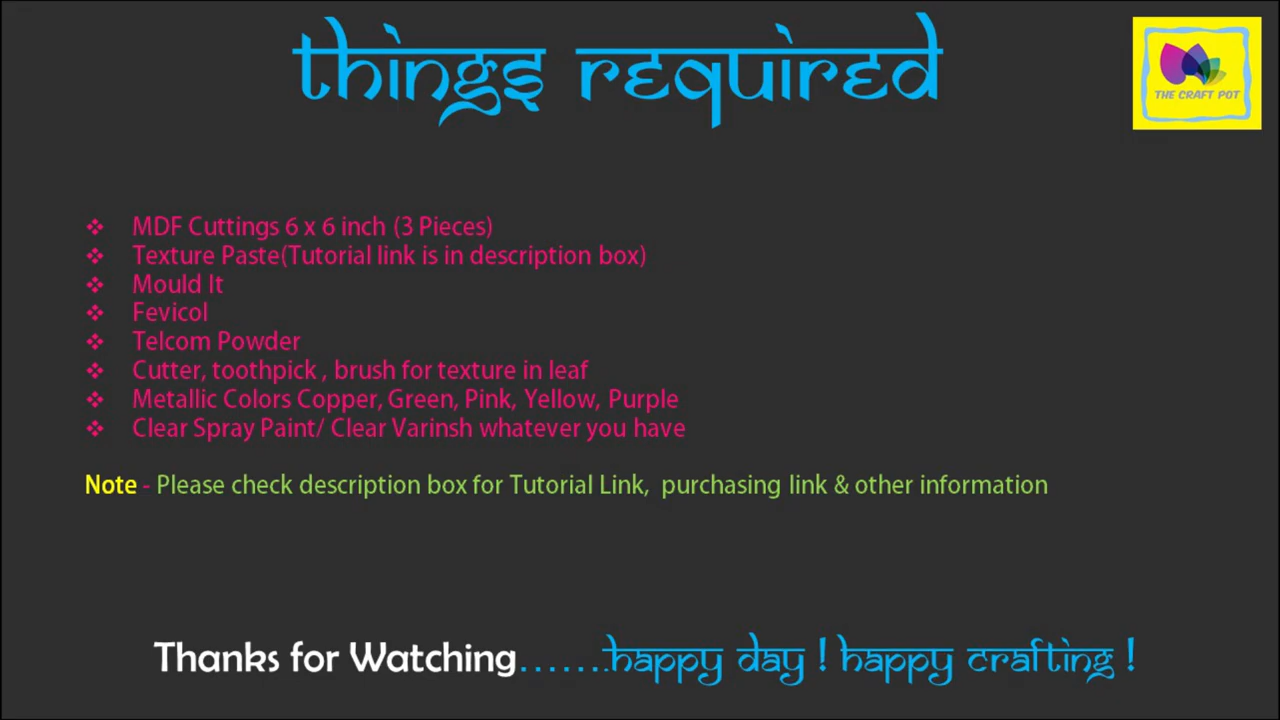 things required
THE CRAFT POT
❖ MDF Cuttings 6 x 6 inch (3 Pieces)
❖ Texture Paste(Tutorial link is in description box)
❖ Mould It
❖ Fevicol
❖ Telcom Powder
❖ Cutter, toothpick , brush for texture in leaf
❖ Metallic Colors Copper, Green, Pink, Yellow, Purple
❖ Clear Spray Paint/ Clear Varinsh whatever you have
Note - Please check description box for Tutorial Link, purchasing link & other information
Thanks for Watching.......happy day ! happy crafting !